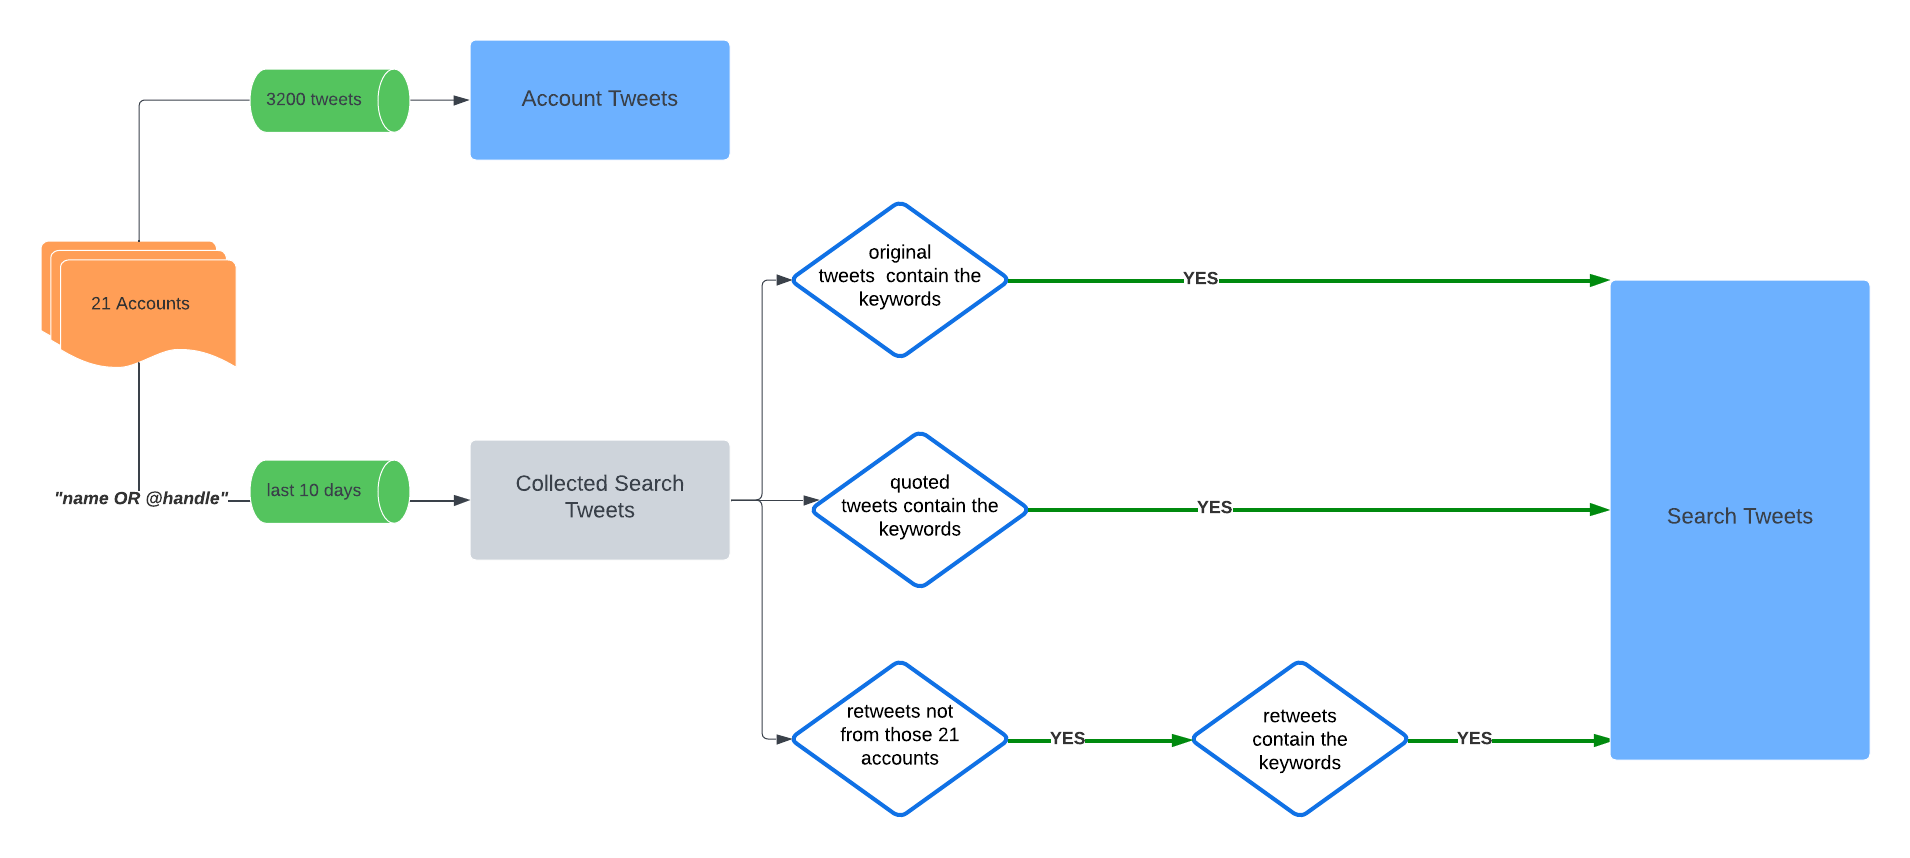 3200 tweets
Account Tweets
21 Accounts
"name OR @handle"
last 10 days
Collected Search
Tweets
original
tweets  contain the
keywords
YES
quoted
tweets contain the
keywords
YES
retweets not
from those 21
accounts
YES
retweets
contain the
keywords
YES
Search Tweets